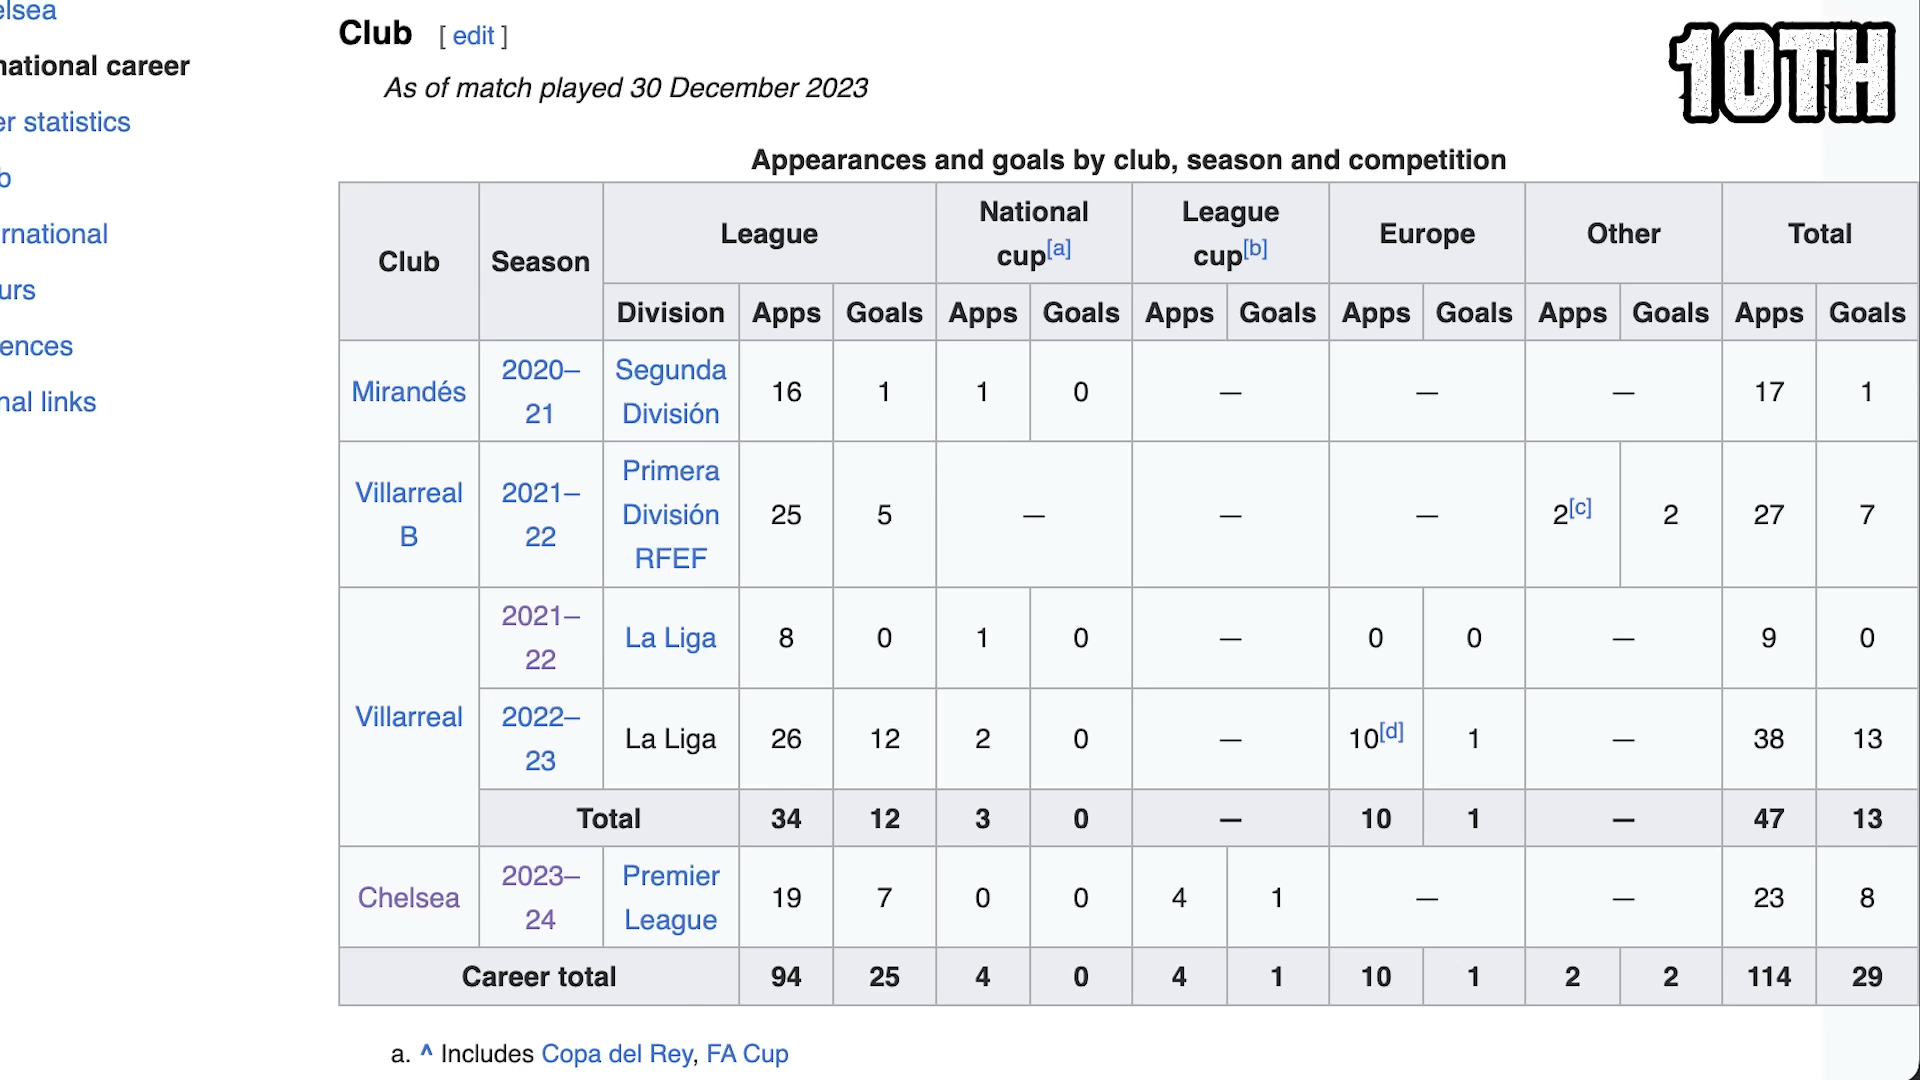 elsea
national career
er statistics
b
rnational
urs
ences
nal links
Club [ edit ]
10TH
As of match played 30 December 2023
Appearances and goals by club, season and competition
Club Season League National cup[a] League cup[b] Europe Other Total
Division Apps Goals Apps Goals Apps Goals Apps Goals Apps Goals Apps Goals
Mirandés 2020–21 Segunda División 16 1 1 0 — — — 17 1
Villarreal B 2021–22 Primera División RFEF 25 5 — — — 2[c] 2 27 7
Villarreal 2021–22 La Liga 8 0 1 0 — 0 0 — 9 0
2022–23 La Liga 26 12 2 0 — 10[d] 1 — 38 13
Total 34 12 3 0 — 10 1 — 47 13
Chelsea 2023–24 Premier League 19 7 0 0 4 1 — — 23 8
Career total 94 25 4 0 4 1 10 1 2 2 114 29
a. ^ Includes Copa del Rey, FA Cup